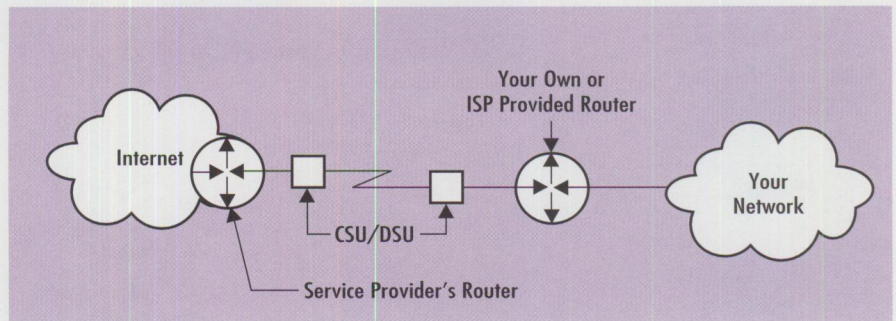 Your Own or
ISP Provided Router
Internet
Your
Network
CSU/DSU
Service Provider's Router